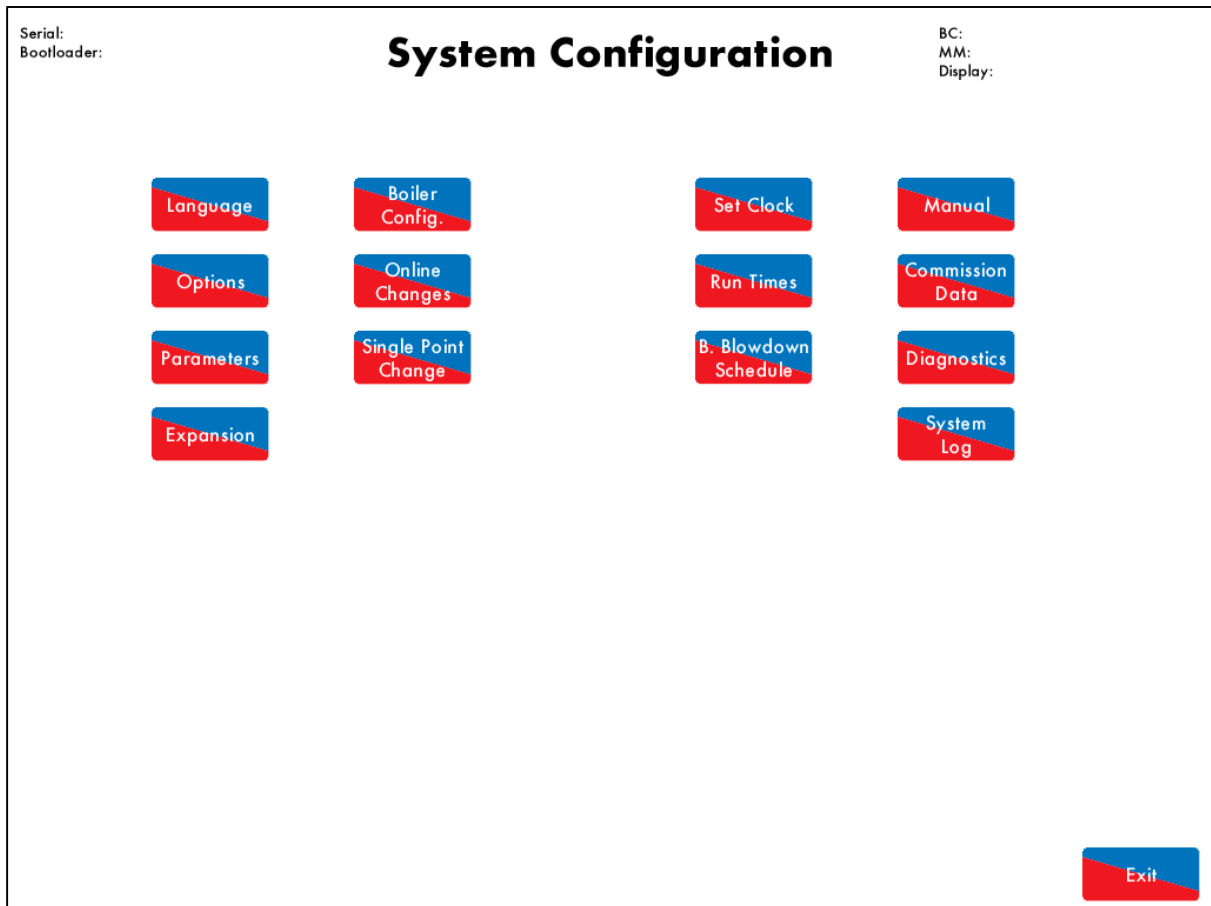 Serial:
Bootloader:
System Configuration
BC:
MM:
Display:
Language
Boiler
Config.
Set Clock
Manual
Options
Online
Changes
Run Times
Commission
Data
Parameters
Single Point
Change
B. Blowdown
Schedule
Diagnostics
Expansion
System
Log
Exit